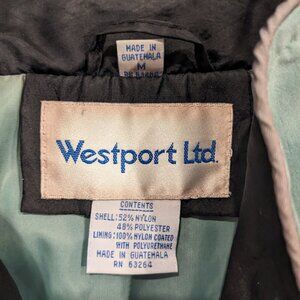 MADE IN
GUATEMALA
M
Westport Ltd.
CONTENTS
SHELL: 52% NYLON
48% POLYESTER
LINING: 100% NYLON COATED
WITH POLYURETHANE
MADE IN GUATEMALA
RN 63264